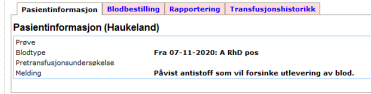 Pasientinformasjon Blodbestilling Rapportering Transfusjonshistorikk
Pasientinformasjon (Haukeland)
Prøve
Blodtype Fra 07-11-2020: A RhD pos
Pretransfusjonsundersøkelse
Melding Påvist antistoff som vil forsinke utlevering av blod.